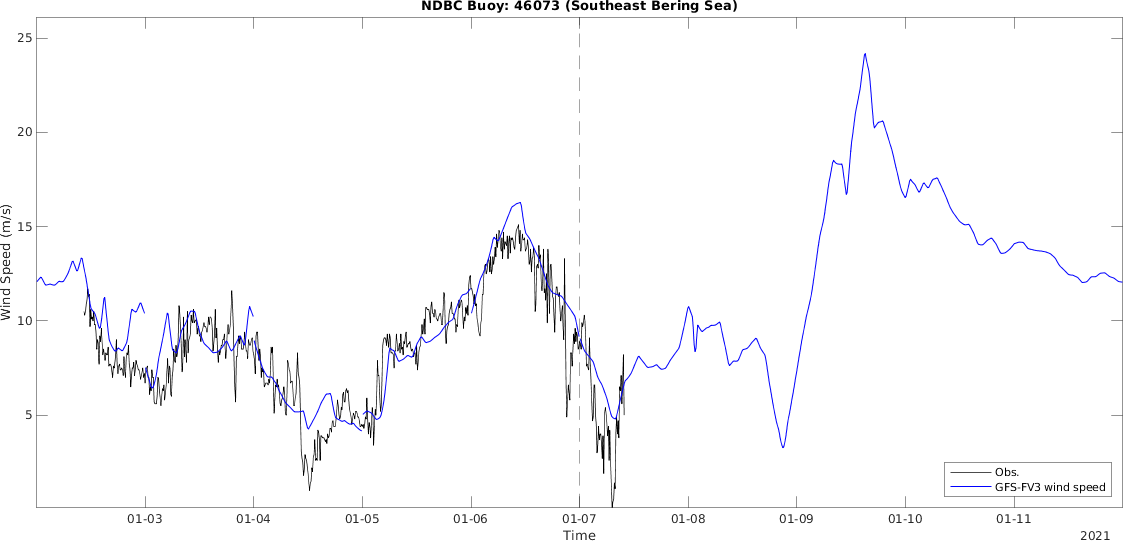 NDBC Buoy: 46073 (Southeast Bering Sea)
25
20
15
10
5
Wind Speed (m/s)
Obs.
GFS-FV3 wind speed
01-03 01-04 01-05 01-06 01-07 01-08 01-09 01-10 01-11
Time
2021